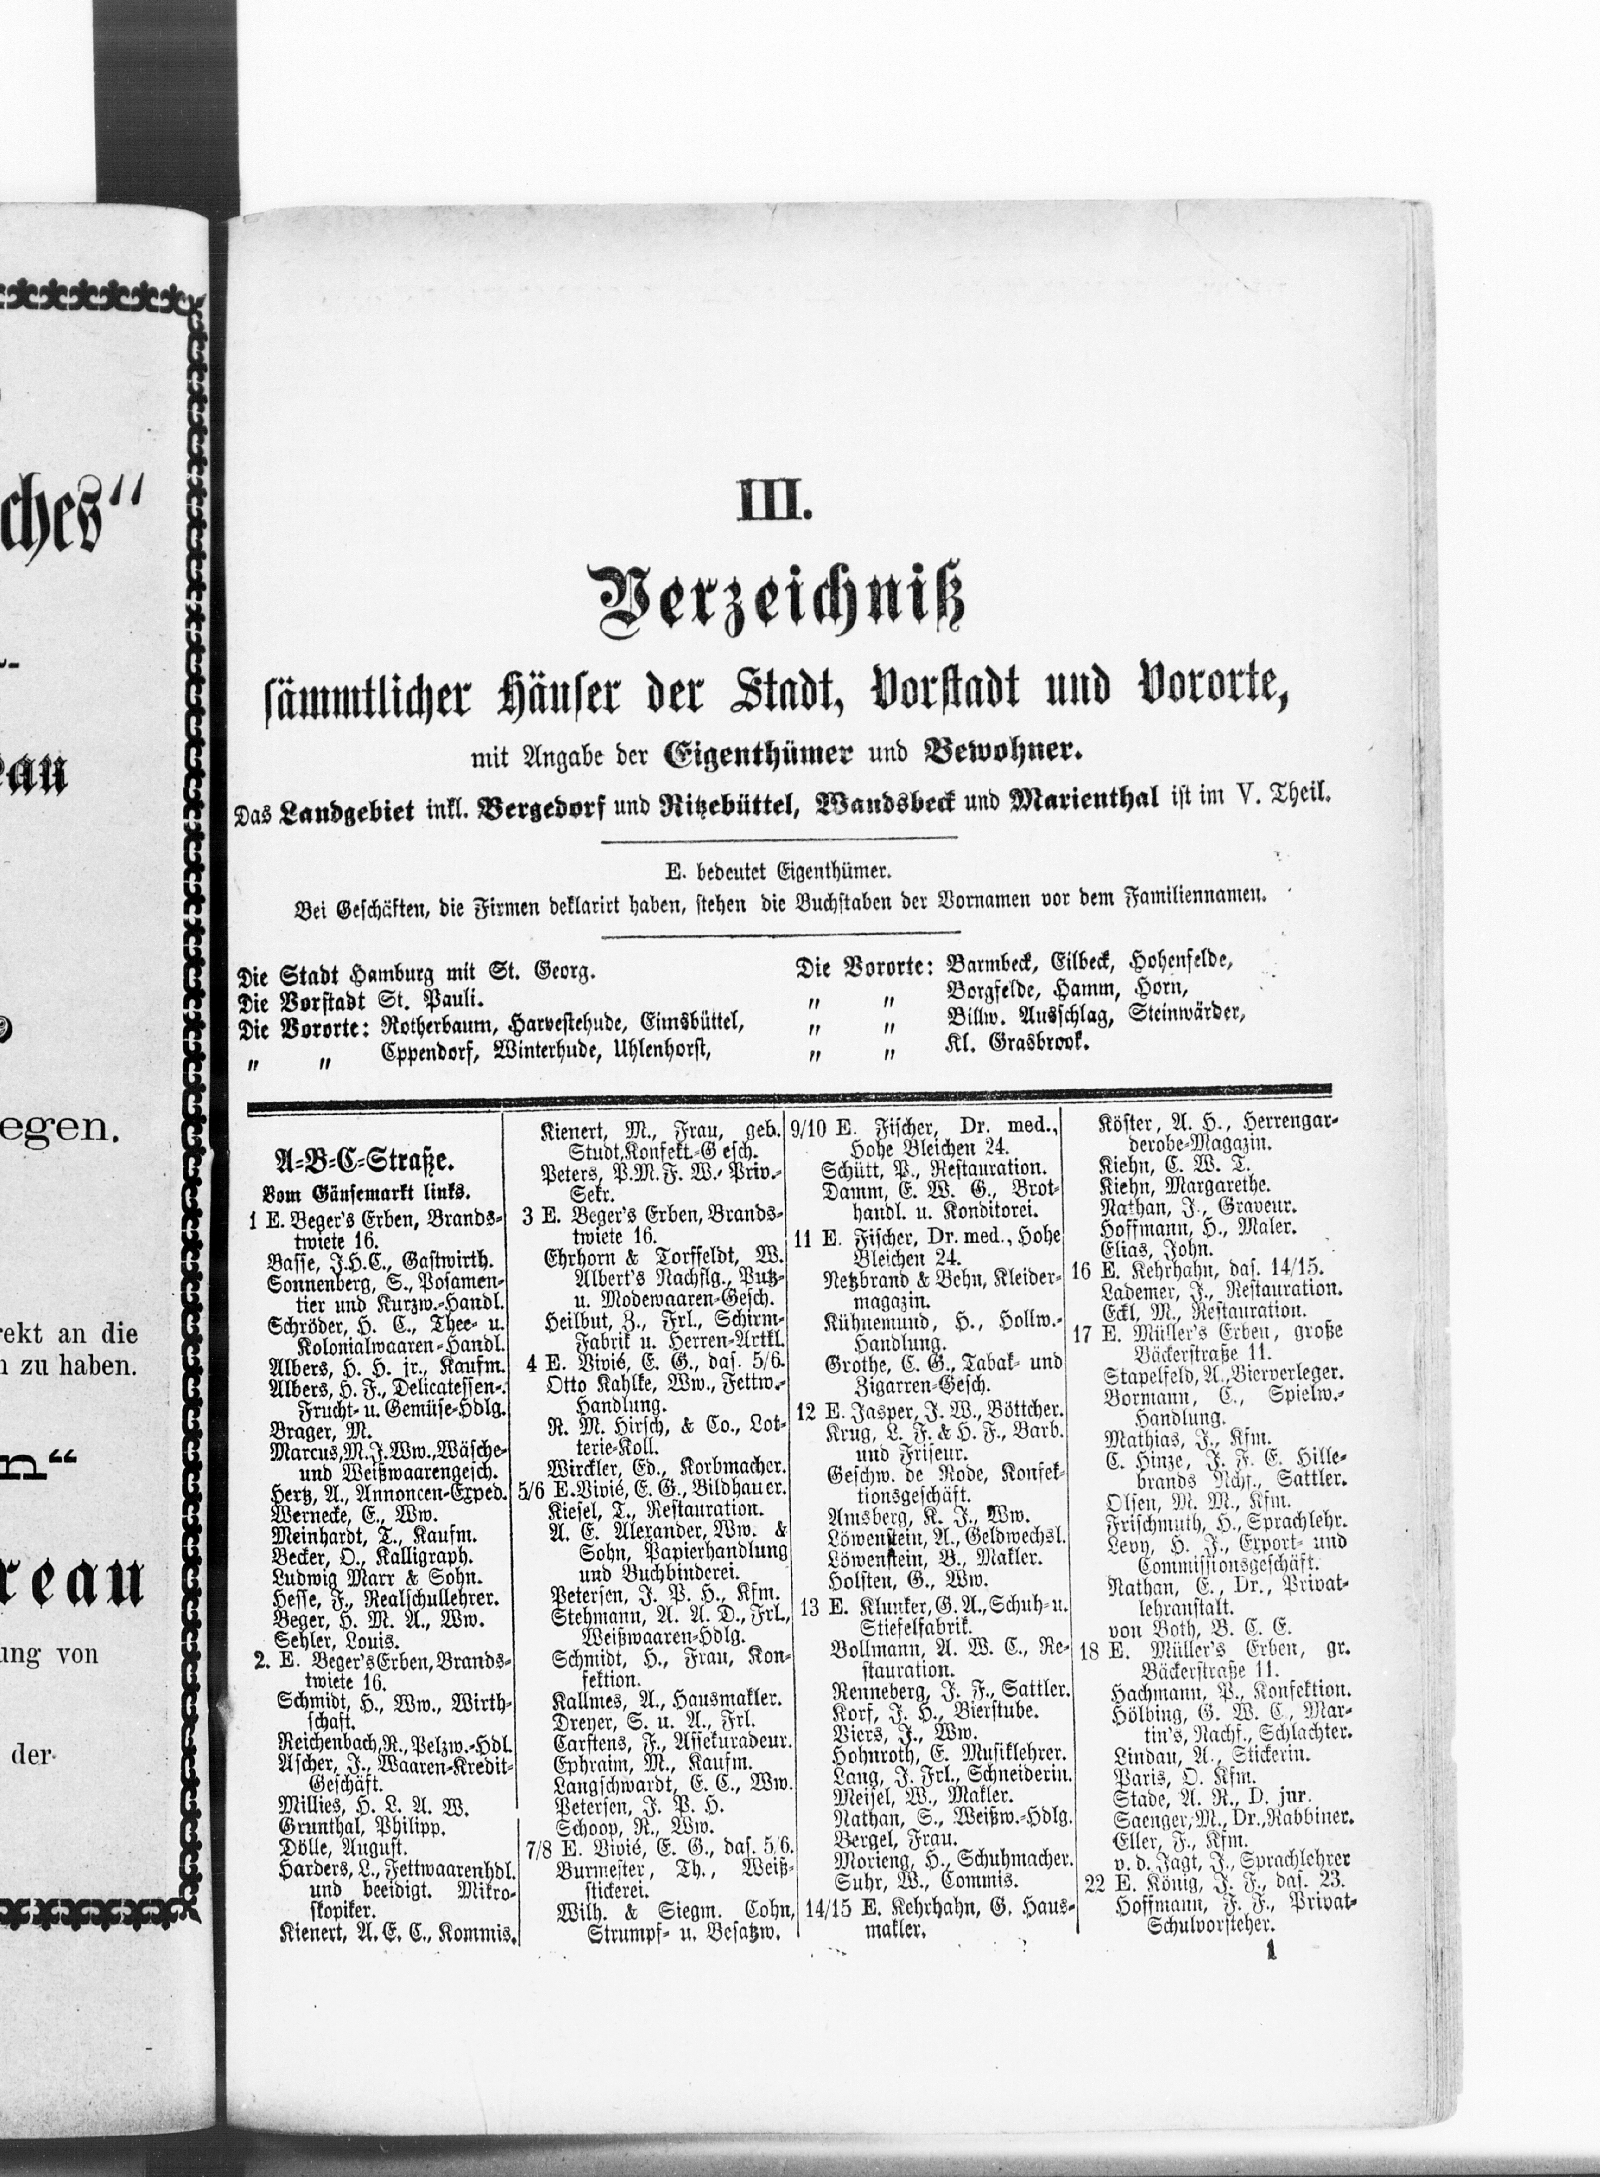 ches“
eau
egen.
rekt an die
n zu haben.
n“
reau
ung von
der
III.
Verzeichniß
sämmtlicher Häuser der Stadt, Vorstadt und Vororte,
mit Angabe der Eigenthümer und Bewohner.
Das Landgebiet inkl. Bergedorf und Ritzebüttel, Wandsbeck und Marienthal ist im V. Theil.
E. bedeutet Eigenthümer.
Bei Geschäften, die Firmen deklarirt haben, stehen die Buchstaben der Vornamen vor dem Familiennamen.
Die Stadt Hamburg mit St. Georg.
Die Vorstadt St. Pauli.
Die Vororte: Rotherbaum, Harvestehude, Eimsbüttel,
„ „ Eppendorf, Winterhude, Uhlenhorst,
Die Vororte: Barmbeck, Eilbeck, Hohenfelde,
„ „ Borgfelde, Hamm, Horn,
„ „ Billw. Ausschlag, Steinwärder,
„ „ Kl. Grasbrook.
A-B-C-Straße.
Vom Gänsemarkt links.
1 E. Beger's Erben, Brands-
twiete 16.
Basse, J.H.C., Gastwirth.
Sonnenberg, S., Posamen-
tier und Kurzw.-Handl.
Schröder, H. C., Thee- u.
Kolonialwaaren-Handl.
Albers, H. H. jr., Kaufm.
Albers, H. F., Delicatessen-,
Frucht- u. Gemüse-Hdlg.
Brager, M.
Marcus, M.J.Ww., Wäsche-
und Weißwaarengesch.
Hertz, A., Annoncen-Exped.
Wernecke, E., Ww.
Meinhardt, T., Kaufm.
Becker, O., Kalligraph.
Ludwig Marr & Sohn.
Hesse, F., Realschullehrer.
Beger, H. M. A., Ww.
Sehler, Louis.
2. E. Beger's Erben, Brands-
twiete 16.
Schmidt, H., Ww., Wirth-
schaft.
Reichenbach, R., Pelzw.-Hdl.
Ascher, J., Waaren-Kredit-
Geschäft.
Millies, H. L. A. W.
Grunthal, Philipp.
Dölle, August.
Harders, L., Fettwaarenhdl.
und beeidigt. Mikro-
skopiker.
Kienert, A. E. C., Kommis.
Kienert, M., Frau, geb.
Studt, Konfekt.-Gesch.
Peters, P.M.F. W., Priv.-
Sekr.
3 E. Beger's Erben, Brands-
twiete 16.
Ehrhorn & Torffeldt, W.
Albert's Nachflg., Putz-
u. Modewaaren-Gesch.
Heilbut, Z., Frl., Schirm-
Fabrik u. Herren-Artkl.
4 E. Vivié, E. G., das. 5/6.
Otto Kahlke, Ww., Fettw.-
Handlung.
R. M. Hirsch, & Co., Lot-
terie-Koll.
Wirckler, Ed., Korbmacher.
5/6 E. Vivié, E. G., Bildhauer.
Kiesel, T., Restauration.
A. E. Alexander, Ww. &
Sohn, Papierhandlung
und Buchbinderei.
Petersen, J. P. H., Kfm.
Stehmann, A. A. D., Frl.,
Weißwaaren-Hdlg.
Schmidt, H., Frau, Kon-
fektion.
Kallmes, A., Hausmakler.
Dreyer, S. u. A., Frl.
Carstens, F., Assekuradeur.
Ephraim, M., Kaufm.
Langschwardt, E. C., Ww.
Petersen, J. P. H.
Schoop, R., Ww.
7/8 E. Vivié, E. G., das. 5/6.
Burmester, Th., Weiß-
stickerei.
Wilh. & Siegm. Cohn,
Strumpf- u. Besatzw.
9/10 E. Fischer, Dr. med.,
Hohe Bleichen 24.
Schütt, P., Restauration.
Damm, E. W. G., Brot-
handl. u. Konditorei.
11 E. Fischer, Dr. med., Hohe
Bleichen 24.
Netzbrand & Behn, Kleider-
magazin.
Kühnemund, H., Hollw.-
Handlung.
Grothe, C. G., Tabak- und
Zigarren-Gesch.
12 E. Jasper, J. W., Böttcher.
Krug, L. F. & H. F., Barb.
und Friseur.
Geschw. de Rode, Konfek-
tionsgeschäft.
Amsberg, K. J., Ww.
Löwenstein, A., Geldwechsl.
Löwenstein, B., Makler.
Holsten, G., Ww.
13 E. Klunker, G. A., Schuh- u.
Stiefelfabrik.
Vollmann, A. W. C., Re-
stauration.
Renneberg, J. F., Sattler.
Korf, J. H., Bierstube.
Viers, J., Ww.
Hohnroth, E. Musiklehrer.
Lang, J. Frl., Schneiderin.
Meisel, W., Makler.
Nathan, S., Weißw.-Hdlg.
Bergel, Frau.
Morieng, H., Schuhmacher.
Suhr, W., Commis.
14/15 E. Kehrhahn, G. Haus-
makler.
Köster, A. H., Herrengar-
derobe-Magazin.
Kiehn, C. W. T.
Kiehn, Margarethe.
Nathan, J., Graveur.
Hoffmann, H., Maler.
Elias, John.
16 E. Kehrhahn, das. 14/15.
Lademer, J., Restauration.
Eckl, M., Restauration.
17 E. Müller's Erben, große
Bäckerstraße 11.
Stapelfeld, A., Bierverleger.
Bormann, C., Spielw.-
Handlung.
Mathias, J., Kfm.
C. Hinze, J. F. E. Hille-
brands Nchf., Sattler.
Olsen, M. M., Kfm.
Frischmuth, H., Sprachlehr.
Levy, H. J., Export- und
Commissionsgeschäft.
Nathan, E., Dr., Privat-
lehranstalt.
von Both, B. C. E.
18 E. Müller's Erben, gr.
Bäckerstraße 11.
Hachmann, P., Konfektion.
Hölbing, G. W. C., Mar-
tin's, Nachf., Schlachter.
Lindau, A., Stickerin.
Paris, O. Kfm.
Stade, A. R., D. jur.
Saenger, M., Dr., Rabbiner.
Eller, F., Kfm.
v. d. Jagt, J., Sprachlehrer
22 E. König, J. F., das. 23.
Hoffmann, F. F., Privat-
Schulvorsteher.
1